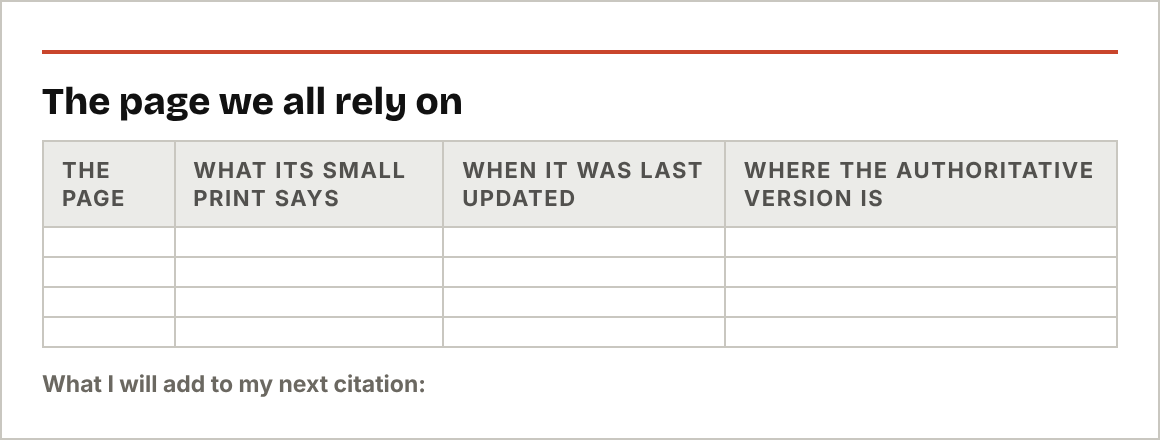 The page we all rely on
THE
PAGE
WHAT ITS SMALL
PRINT SAYS
WHEN IT WAS LAST
UPDATED
WHERE THE AUTHORITATIVE
VERSION IS
What I will add to my next citation: